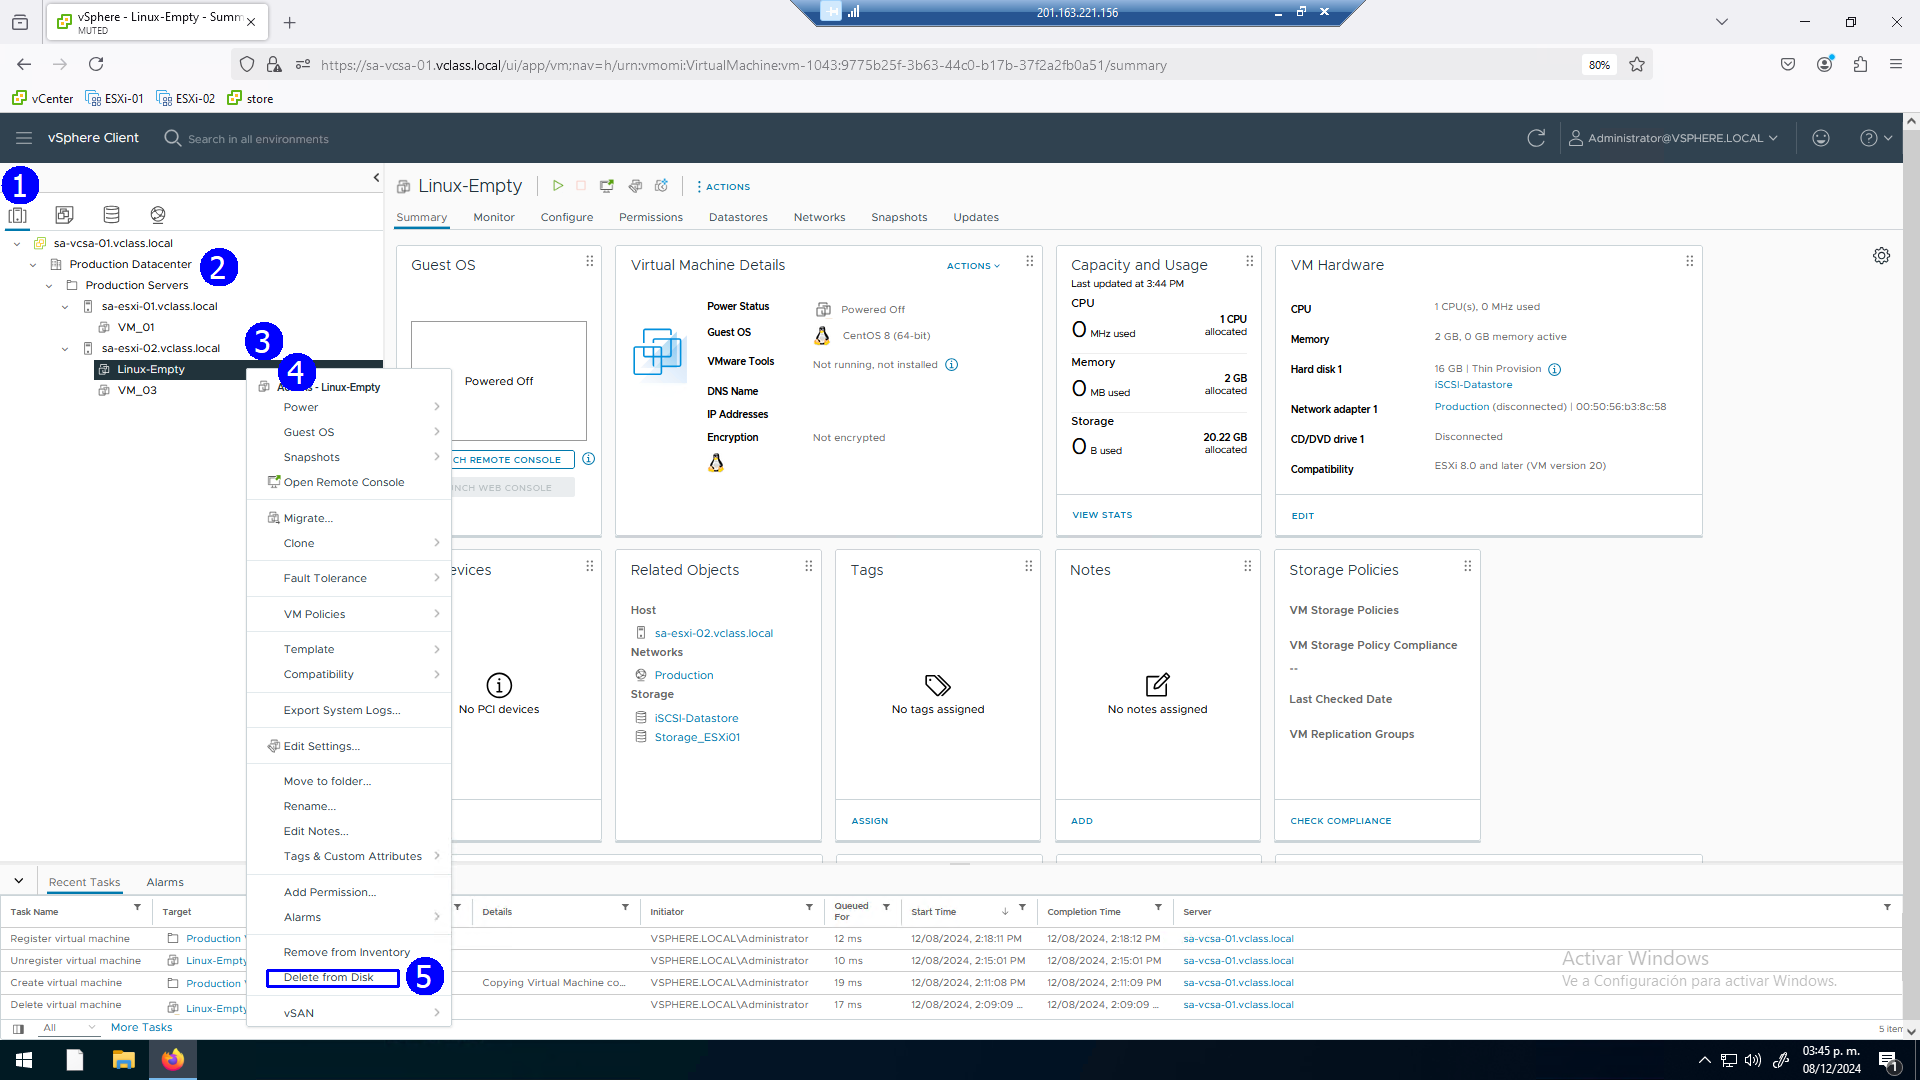 vSphere - Linux-Empty - Summ
MUTED
201.163.221.156
https://sa-vcsa-01.vclass.local/ui/app/vm;nav=h/urn:vmomi:VirtualMachine:vm-1043:9775b25f-3b63-44c0-b17b-37f2a2fb0a51/summary
80%
vCenter
ESXi-01
ESXi-02
store
vSphere Client
Search in all environments
Administrator@VSPHERE.LOCAL
1
sa-vcsa-01.vclass.local
Production Datacenter
2
Production Servers
sa-esxi-01.vclass.local
VM_01
sa-esxi-02.vclass.local
3
Linux-Empty
VM_03
4
- Linux-Empty
Power
Guest OS
Snapshots
Open Remote Console
Migrate...
Clone
Fault Tolerance
VM Policies
Template
Compatibility
Export System Logs...
Edit Settings...
Move to folder...
Rename...
Edit Notes...
Tags & Custom Attributes
Add Permission...
Alarms
Remove from Inventory
Delete from Disk
5
vSAN
Linux-Empty
ACTIONS
Summary
Monitor
Configure
Permissions
Datastores
Networks
Snapshots
Updates
Guest OS
Powered Off
CH REMOTE CONSOLE
NCH WEB CONSOLE
Virtual Machine Details
ACTIONS
Power Status
Powered Off
Guest OS
CentOS 8 (64-bit)
VMware Tools
Not running, not installed
DNS Name
IP Addresses
Encryption
Not encrypted
Capacity and Usage
Last updated at 3:44 PM
CPU
0 MHz used
1 CPU
allocated
Memory
0 MB used
2 GB
allocated
Storage
0 B used
20.22 GB
allocated
VIEW STATS
VM Hardware
CPU
1 CPU(s), 0 MHz used
Memory
2 GB, 0 GB memory active
Hard disk 1
16 GB | Thin Provision
iSCSI-Datastore
Network adapter 1
Production (disconnected) | 00:50:56:b3:8c:58
CD/DVD drive 1
Disconnected
Compatibility
ESXi 8.0 and later (VM version 20)
EDIT
evices
No PCI devices
Related Objects
Host
sa-esxi-02.vclass.local
Networks
Production
Storage
iSCSI-Datastore
Storage_ESXi01
Tags
No tags assigned
ASSIGN
Notes
No notes assigned
ADD
Storage Policies
VM Storage Policies
VM Storage Policy Compliance
--
Last Checked Date
VM Replication Groups
CHECK COMPLIANCE
Recent Tasks
Alarms
Task Name
Target
Details
Initiator
Queued For
Start Time
Completion Time
Server
Register virtual machine
Production V
VSPHERE.LOCAL\Administrator
12 ms
12/08/2024, 2:18:11 PM
12/08/2024, 2:18:12 PM
sa-vcsa-01.vclass.local
Unregister virtual machine
Linux-Empty
VSPHERE.LOCAL\Administrator
10 ms
12/08/2024, 2:15:01 PM
12/08/2024, 2:15:01 PM
sa-vcsa-01.vclass.local
Create virtual machine
Production
Copying Virtual Machine co...
VSPHERE.LOCAL\Administrator
19 ms
12/08/2024, 2:11:08 PM
12/08/2024, 2:11:09 PM
sa-vcsa-01.vclass.local
Delete virtual machine
Linux-Empty
VSPHERE.LOCAL\Administrator
17 ms
12/08/2024, 2:09:09 ...
12/08/2024, 2:09:09 ...
sa-vcsa-01.vclass.local
All
More Tasks
5 item
Activar Windows
Ve a Configuración para activar Windows.
03:45 p. m.
08/12/2024
1